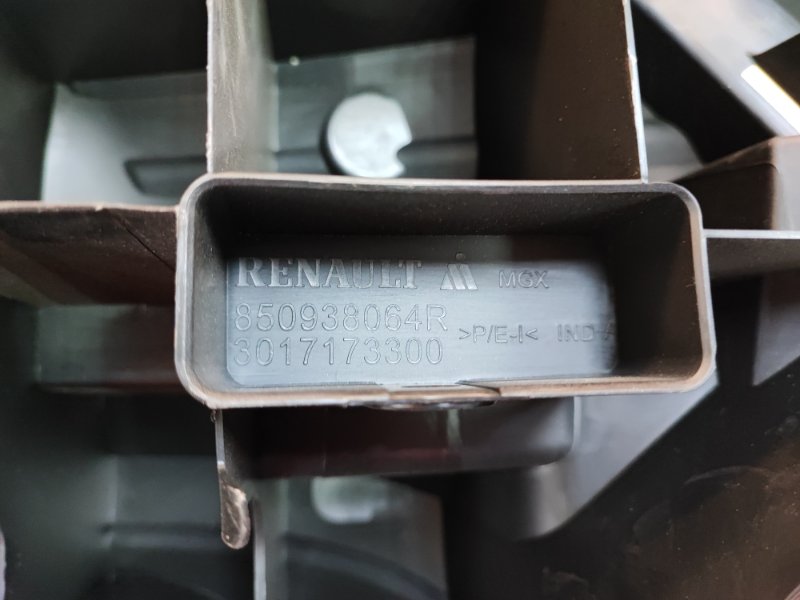 RENAULT MGX
850938064R
3017173300 >P/E-I< IND-A